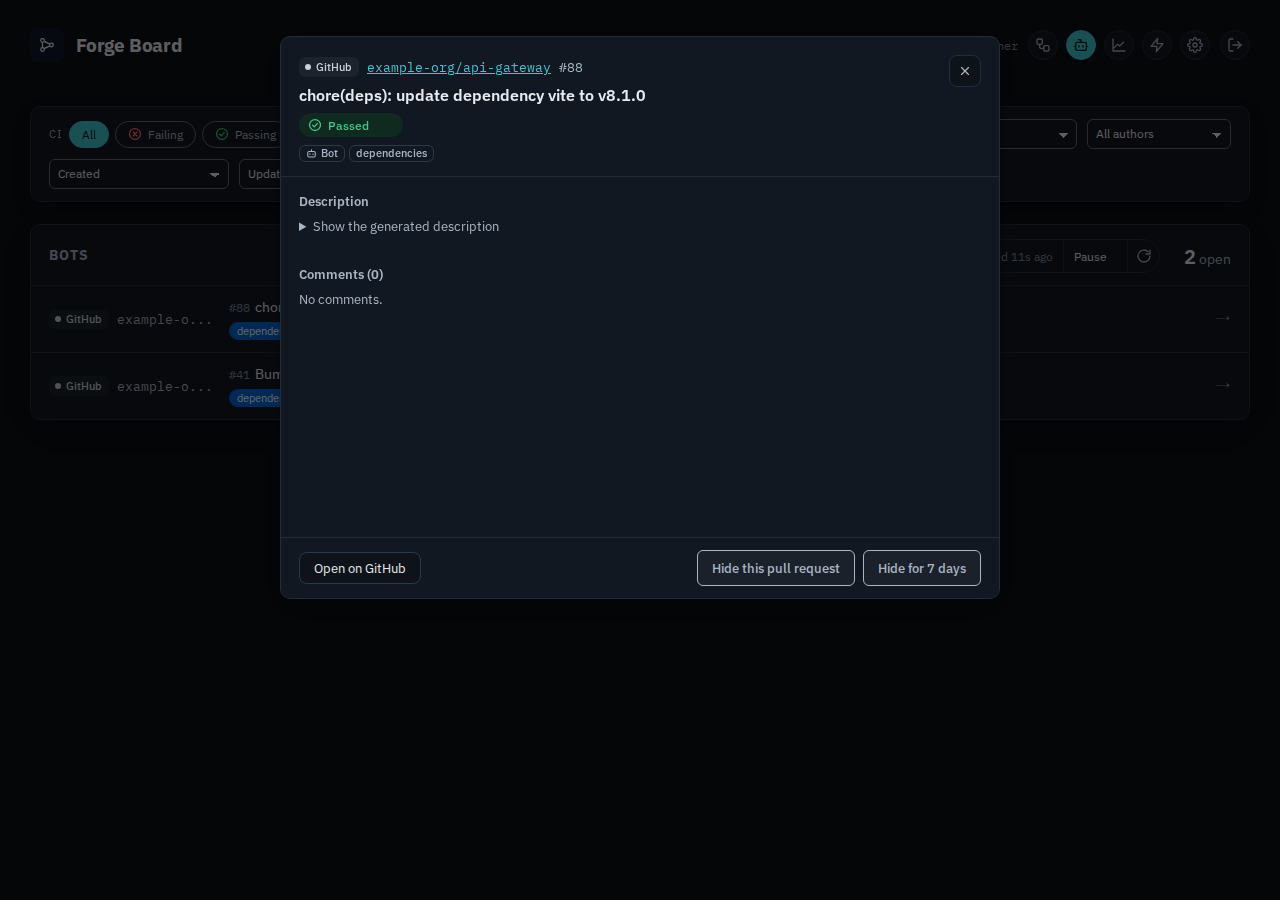 Forge Board
GitHub example-org/api-gateway #88
chore(deps): update dependency vite to v8.1.0
Passed
Bot dependencies
CI All Failing Passing All authors
Created
BOTS
11s ago Pause 2 open
GitHub example-o... #88
GitHub example-o... #41
Description
Show the generated description
Comments (0)
No comments.
Open on GitHub Hide this pull request Hide for 7 days